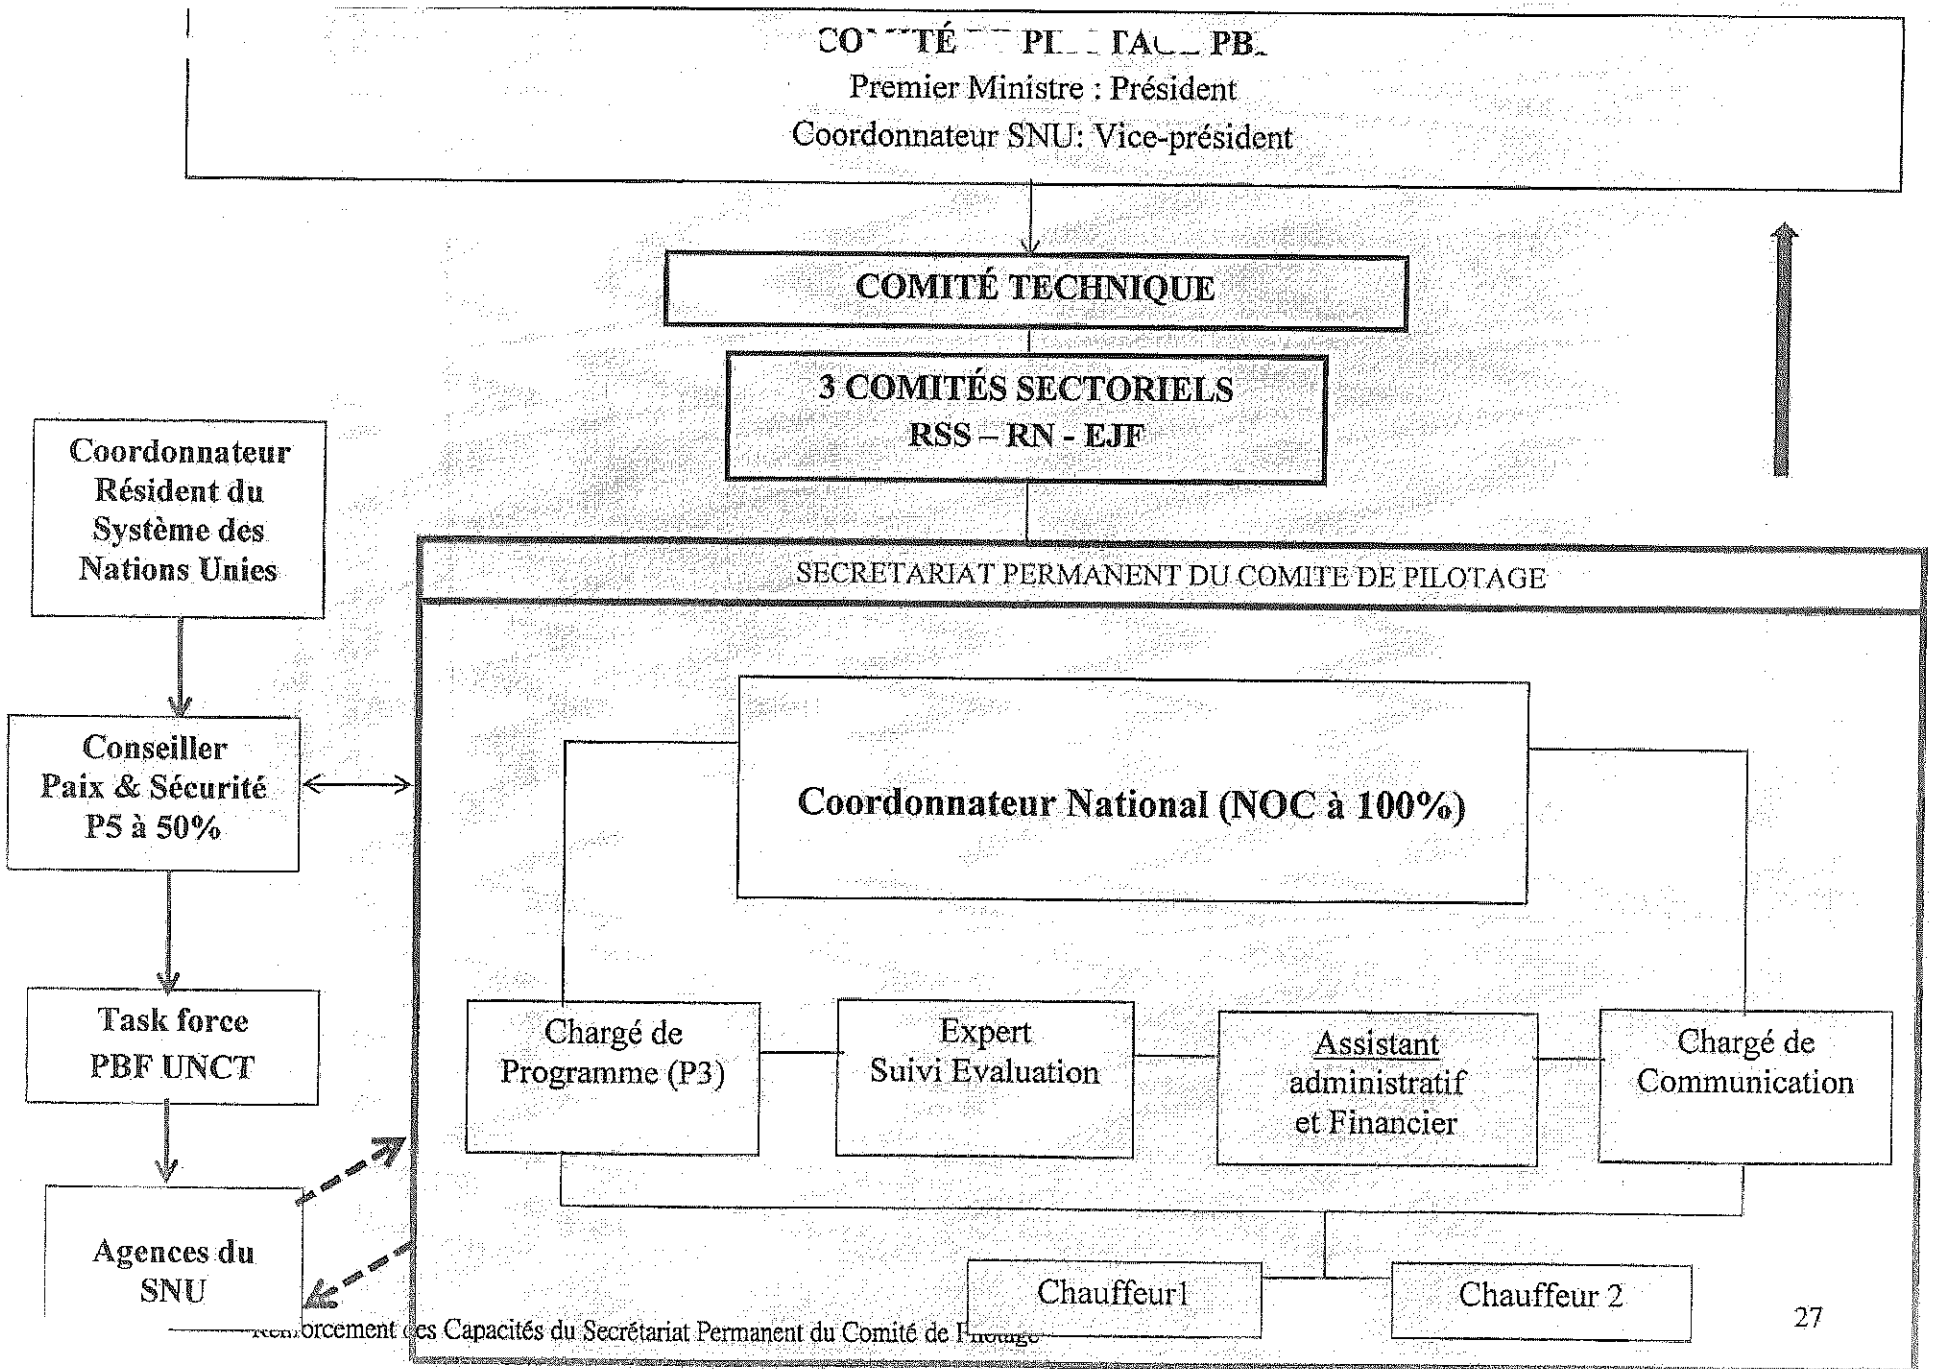 Premier Ministre : Président
Coordonnateur SNU: Vice-président
COMITÉ TECHNIQUE
3 COMITÉS SECTORIELS
RSS – RN - EJF
Coordonnateur
Résident du
Système des
Nations Unies
SECRETARIAT PERMANENT DU COMITE DE PILOTAGE
Conseiller
Paix & Sécurité
P5 à 50%
Coordonnateur National (NOC à 100%)
Task force
PBF UNCT
Chargé de
Programme (P3)
Expert
Suivi Evaluation
Assistant
administratif
et Financier
Chargé de
Communication
Agences du
SNU
Chauffeur1
Chauffeur 2
des Capacités du Secrétariat Permanent du Comité de
27